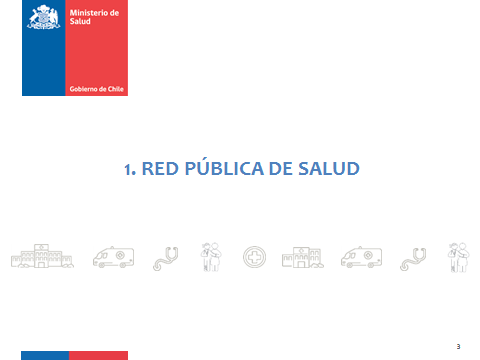 Ministerio de
Salud
Gobierno de Chile
1. RED PÚBLICA DE SALUD
3